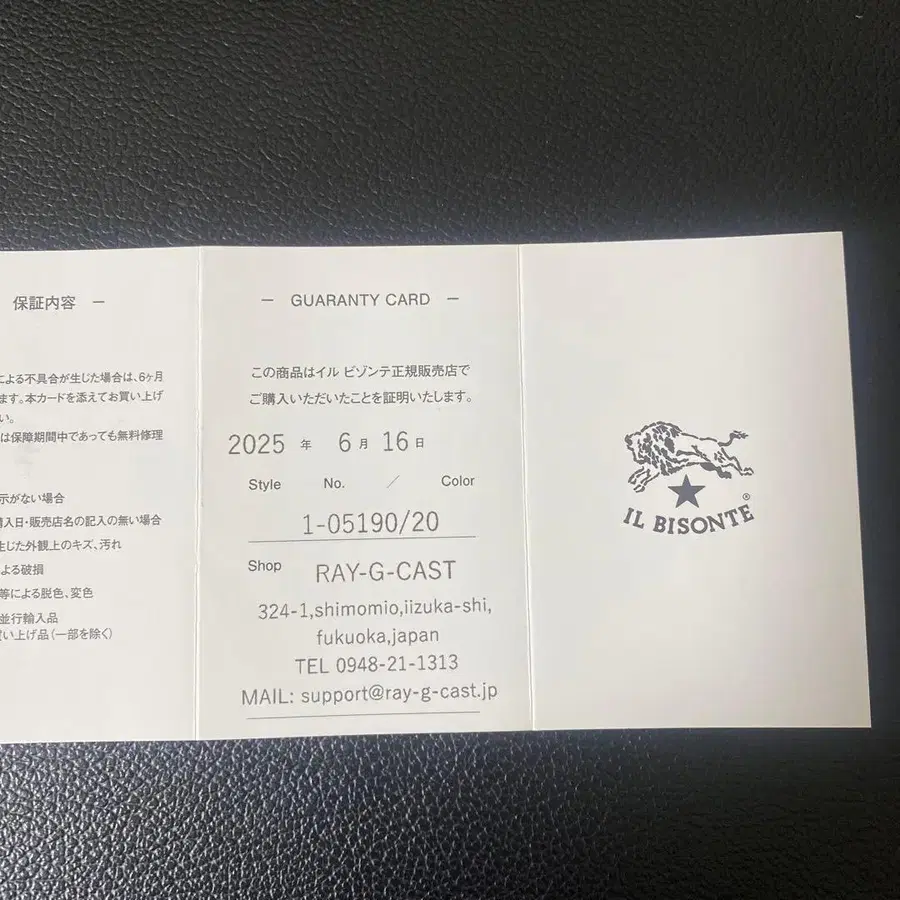 保証内容 ー
による不具合が生じた場合は、6ヶ月
ます。本カードを添えてお買い上げ
い。
は保障期間中であっても無料修理
示がない場合
購入日・販売店名の記入の無い場合
生じた外観上のキズ、汚れ
よる破損
等による脱色、変色
並行輸入品
買い上げ品(一部を除く)
ー GUARANTY CARD ー
この商品はイル ビゾンテ正規販売店で
ご購入いただいたことを証明いたします。
2025 年 6 月 16 日
Style No. / Color
1-05190/20
Shop RAY-G-CAST
324-1,shimomio,iizuka-shi,
fukuoka,japan
TEL 0948-21-1313
MAIL: support@ray-g-cast.jp
IL BISONTE®